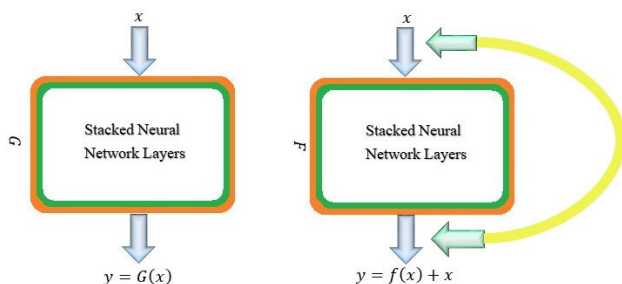 x
G
Stacked Neural
Network Layers
y = G(x)
x
F
Stacked Neural
Network Layers
y = f(x) + x